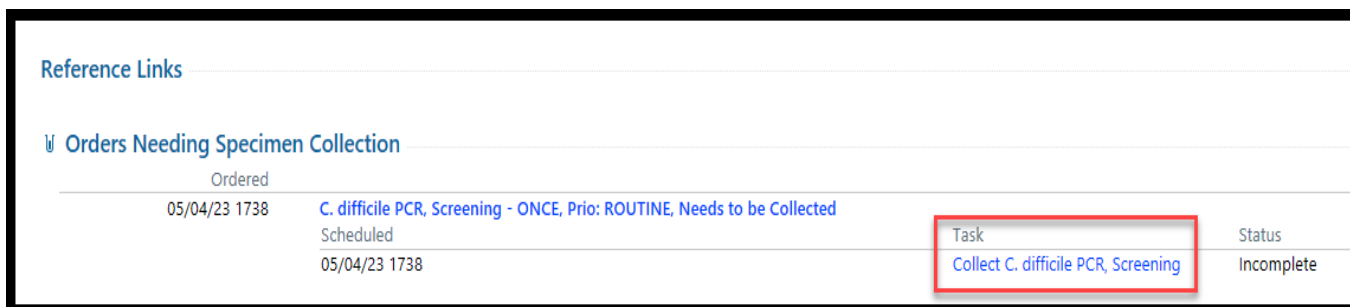 Reference Links
Orders Needing Specimen Collection
Ordered
05/04/23 1738 C. difficile PCR, Screening - ONCE, Prio: ROUTINE, Needs to be Collected
Scheduled Task Status
05/04/23 1738 Collect C. difficile PCR, Screening Incomplete